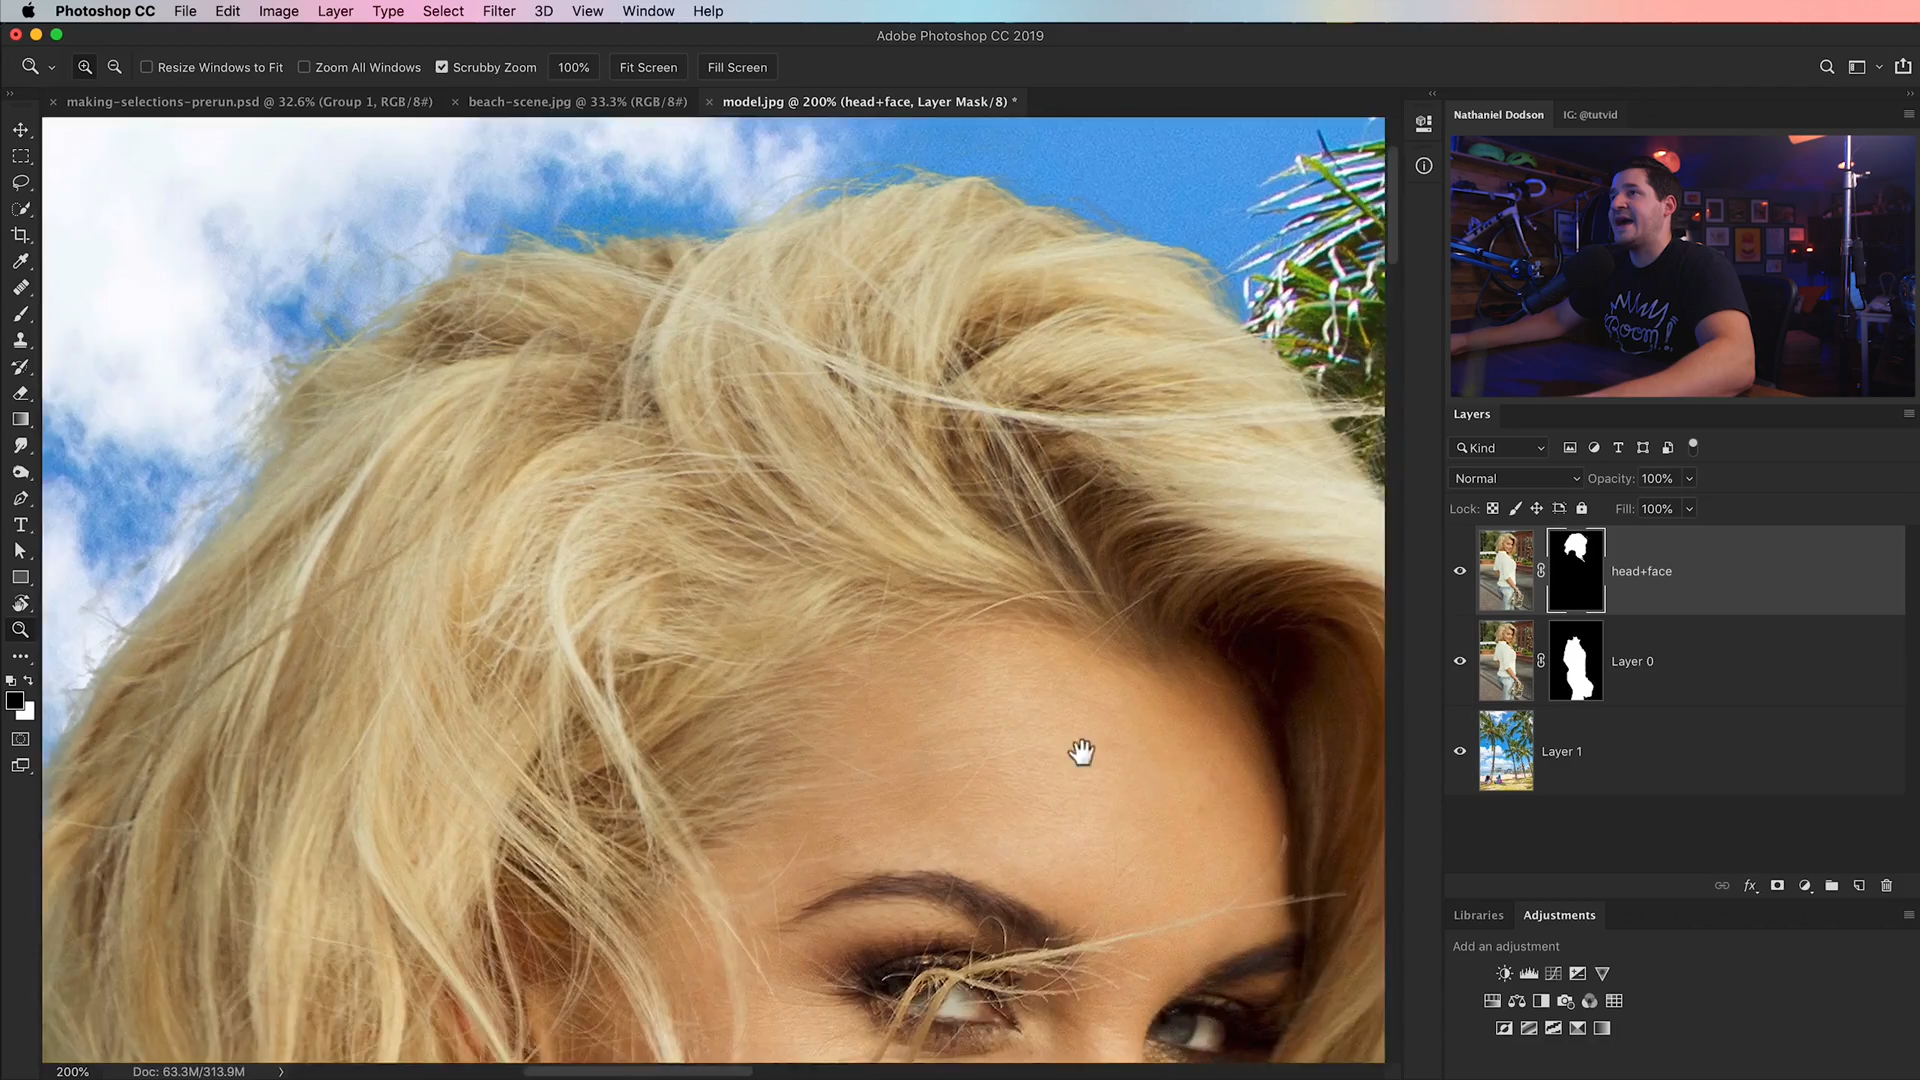 Photoshop CC File Edit Image Layer Type Select Filter 3D View Window Help
Adobe Photoshop CC 2019
Resize Windows to Fit Zoom All Windows Scrubby Zoom 100% Fit Screen Fill Screen
× making-selections-prerun.psd @ 32.6% (Group 1, RGB/8#) × beach-scene.jpg @ 33.3% (RGB/8#) × model.jpg @ 200% (head+face, Layer Mask/8) *
Nathaniel Dodson IG: @tutvid
Boom!
Layers
Kind
Normal Opacity: 100%
Lock: Fill: 100%
head+face
Layer 0
Layer 1
fx
Libraries Adjustments
Add an adjustment
200% Doc: 63.3M/313.9M